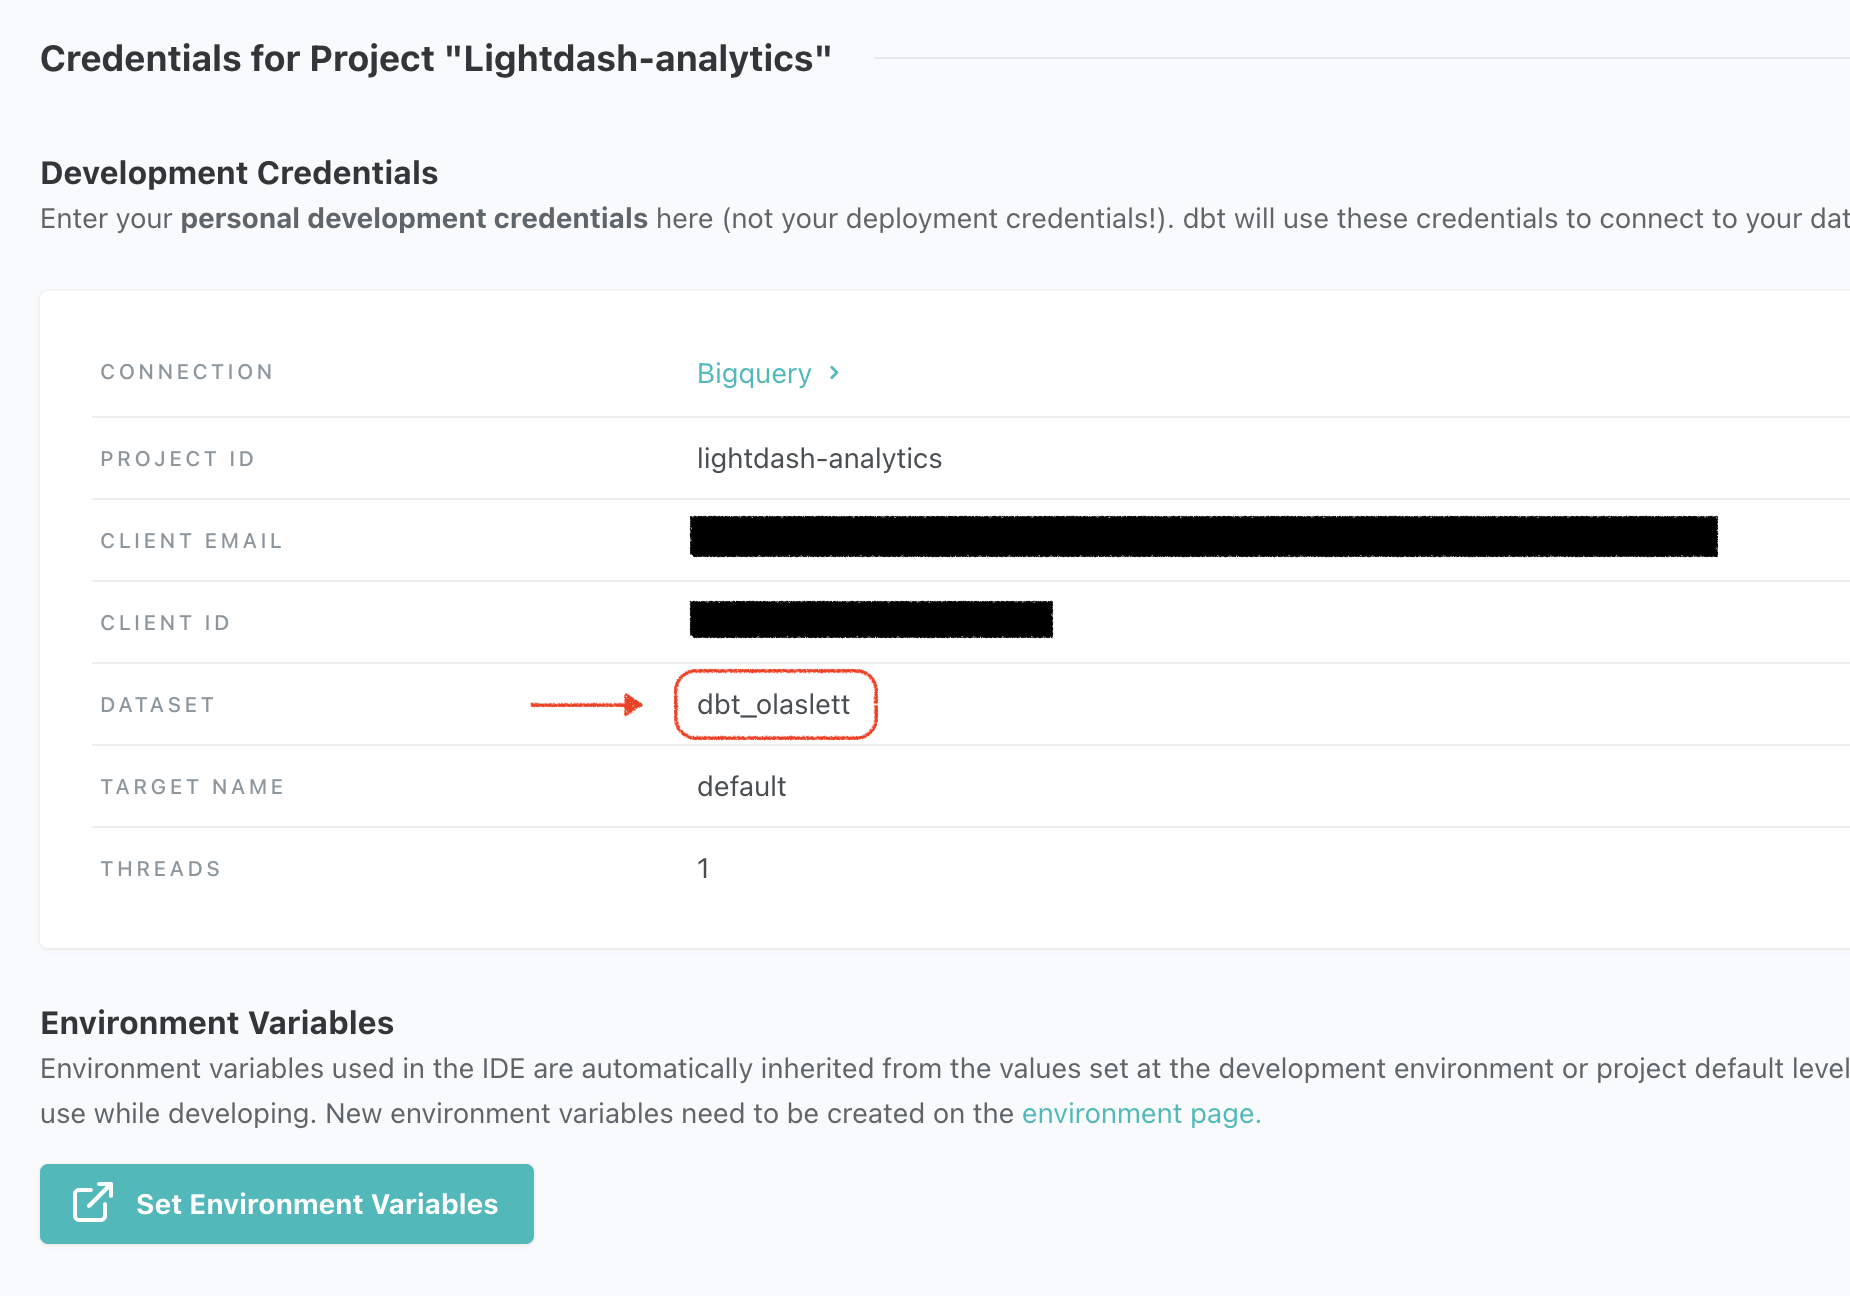 Credentials for Project "Lightdash-analytics"
Development Credentials
Enter your personal development credentials here (not your deployment credentials!). dbt will use these credentials to connect to your
CONNECTION Bigquery
PROJECT ID lightdash-analytics
CLIENT EMAIL
CLIENT ID
DATASET dbt_olaslett
TARGET NAME default
THREADS 1
Environment Variables
Environment variables used in the IDE are automatically inherited from the values set at the development environment or project default level
use while developing. New environment variables need to be created on the environment page.
Set Environment Variables